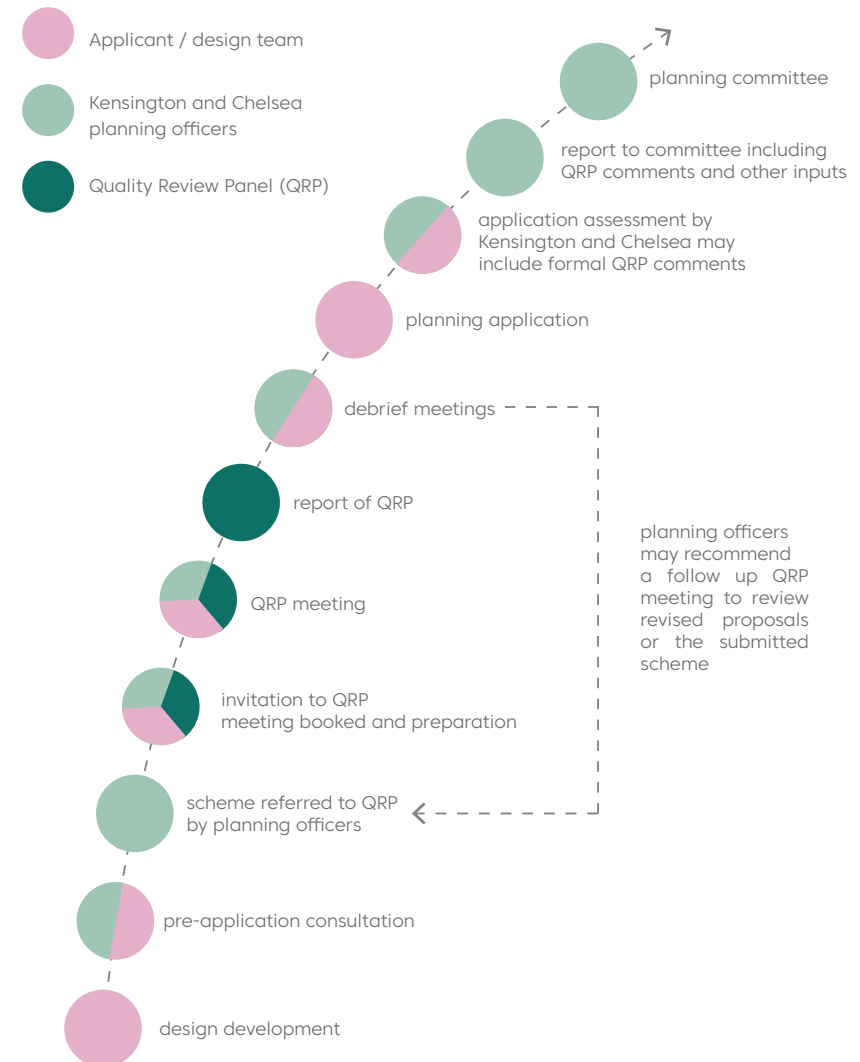 Applicant / design team
Kensington and Chelsea
planning officers
Quality Review Panel (QRP)
planning committee
report to committee including
QRP comments and other inputs
application assessment by
Kensington and Chelsea may
include formal QRP comments
planning application
debrief meetings
report of QRP
planning officers
may recommend
a follow up QRP
meeting to review
revised proposals
or the submitted
scheme
QRP meeting
invitation to QRP
meeting booked and preparation
scheme referred to QRP
by planning officers
pre-application consultation
design development